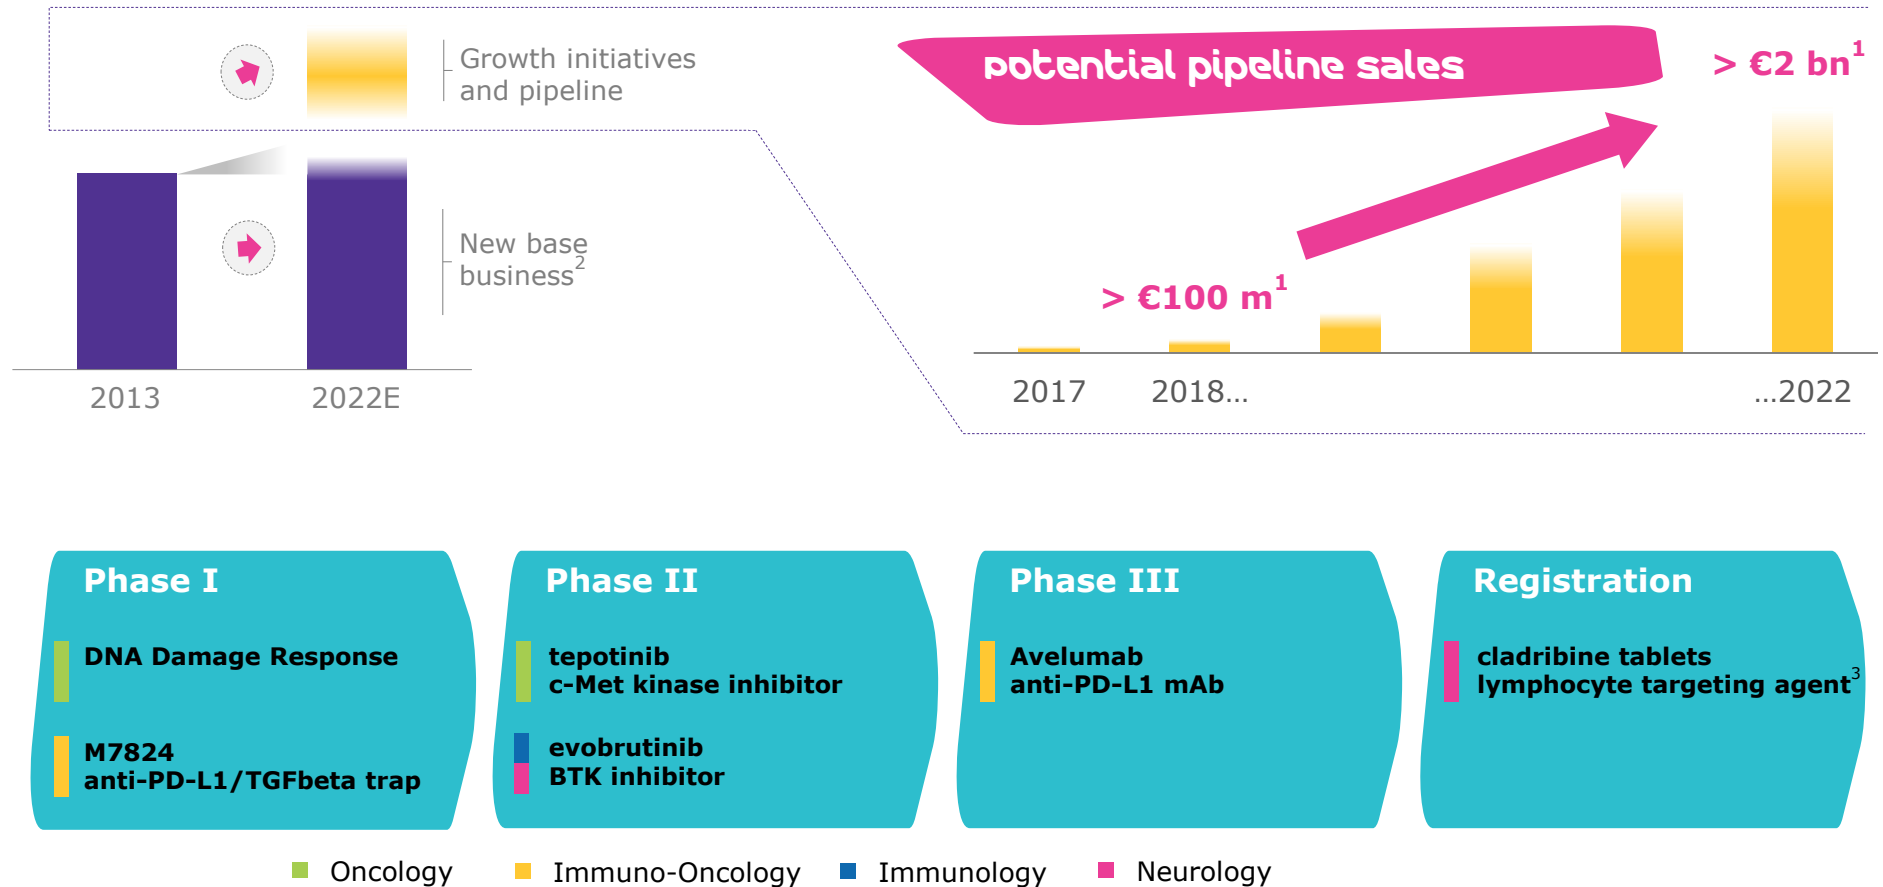 Growth initiatives
and pipeline
New base
business2
2013
2022E
potential pipeline sales
> €2 bn1
> €100 m1
2017
2018...
...2022
Phase I
DNA Damage Response
M7824
anti-PD-L1/TGFbeta trap
Phase II
tepotinib
c-Met kinase inhibitor
evobrutinib
BTK inhibitor
Phase III
Avelumab
anti-PD-L1 mAb
Registration
cladribine tablets
lymphocyte targeting agent3
Oncology
Immuno-Oncology
Immunology
Neurology